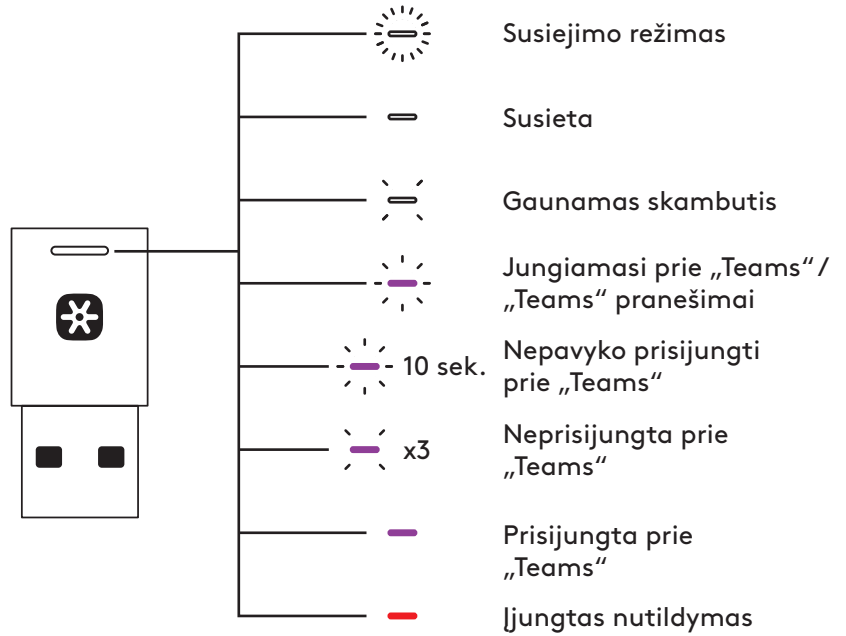 Susiejimo režimas
Susieta
Gaunamas skambutis
Jungiamasi prie „Teams“/
„Teams“ pranešimai
10 sek. Nepavyko prisijungti
prie „Teams“
x3 Neprisijungta prie
„Teams“
Prisijungta prie
„Teams“
Įjungtas nutildymas